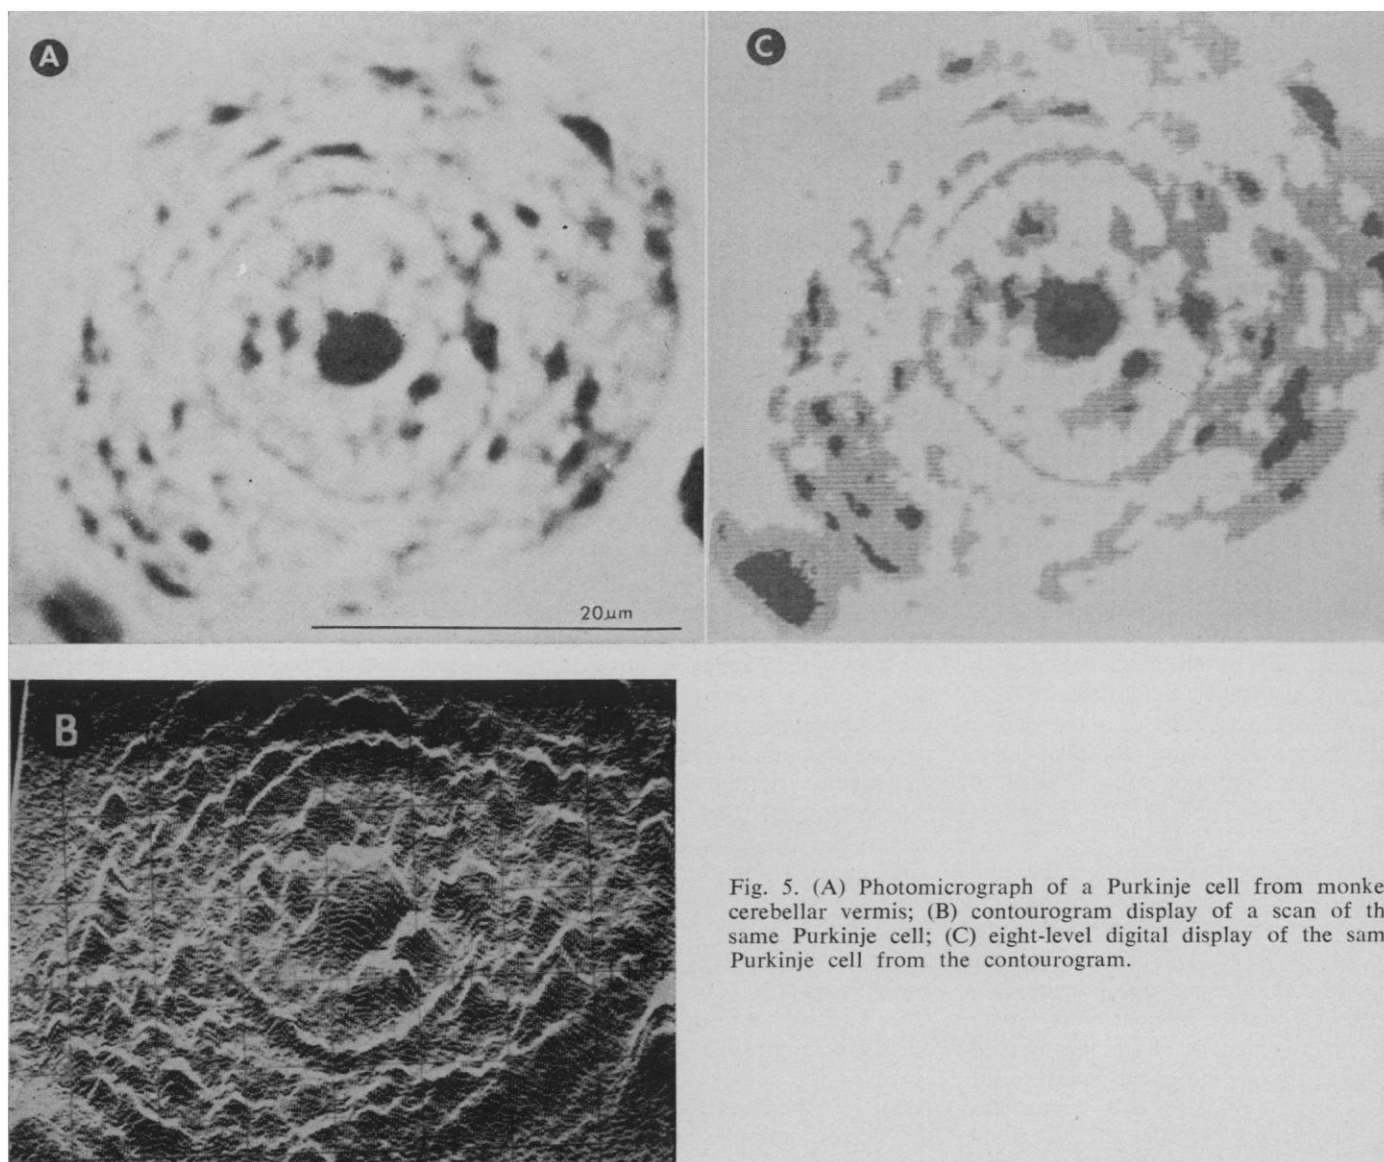 A
C
20µm
B
Fig. 5. (A) Photomicrograph of a Purkinje cell from monke
cerebellar vermis; (B) contourogram display of a scan of th
same Purkinje cell; (C) eight-level digital display of the sam
Purkinje cell from the contourogram.